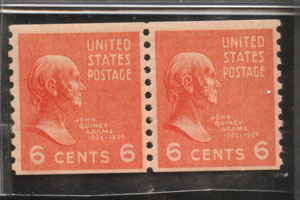 UNITED
STATES
POSTAGE
JOHN
QUINCY
ADAMS
1825-1829
6 CENTS 6
UNITED
STATES
POSTAGE
JOHN
QUINCY
ADAMS
1825-1829
6 CENTS 6